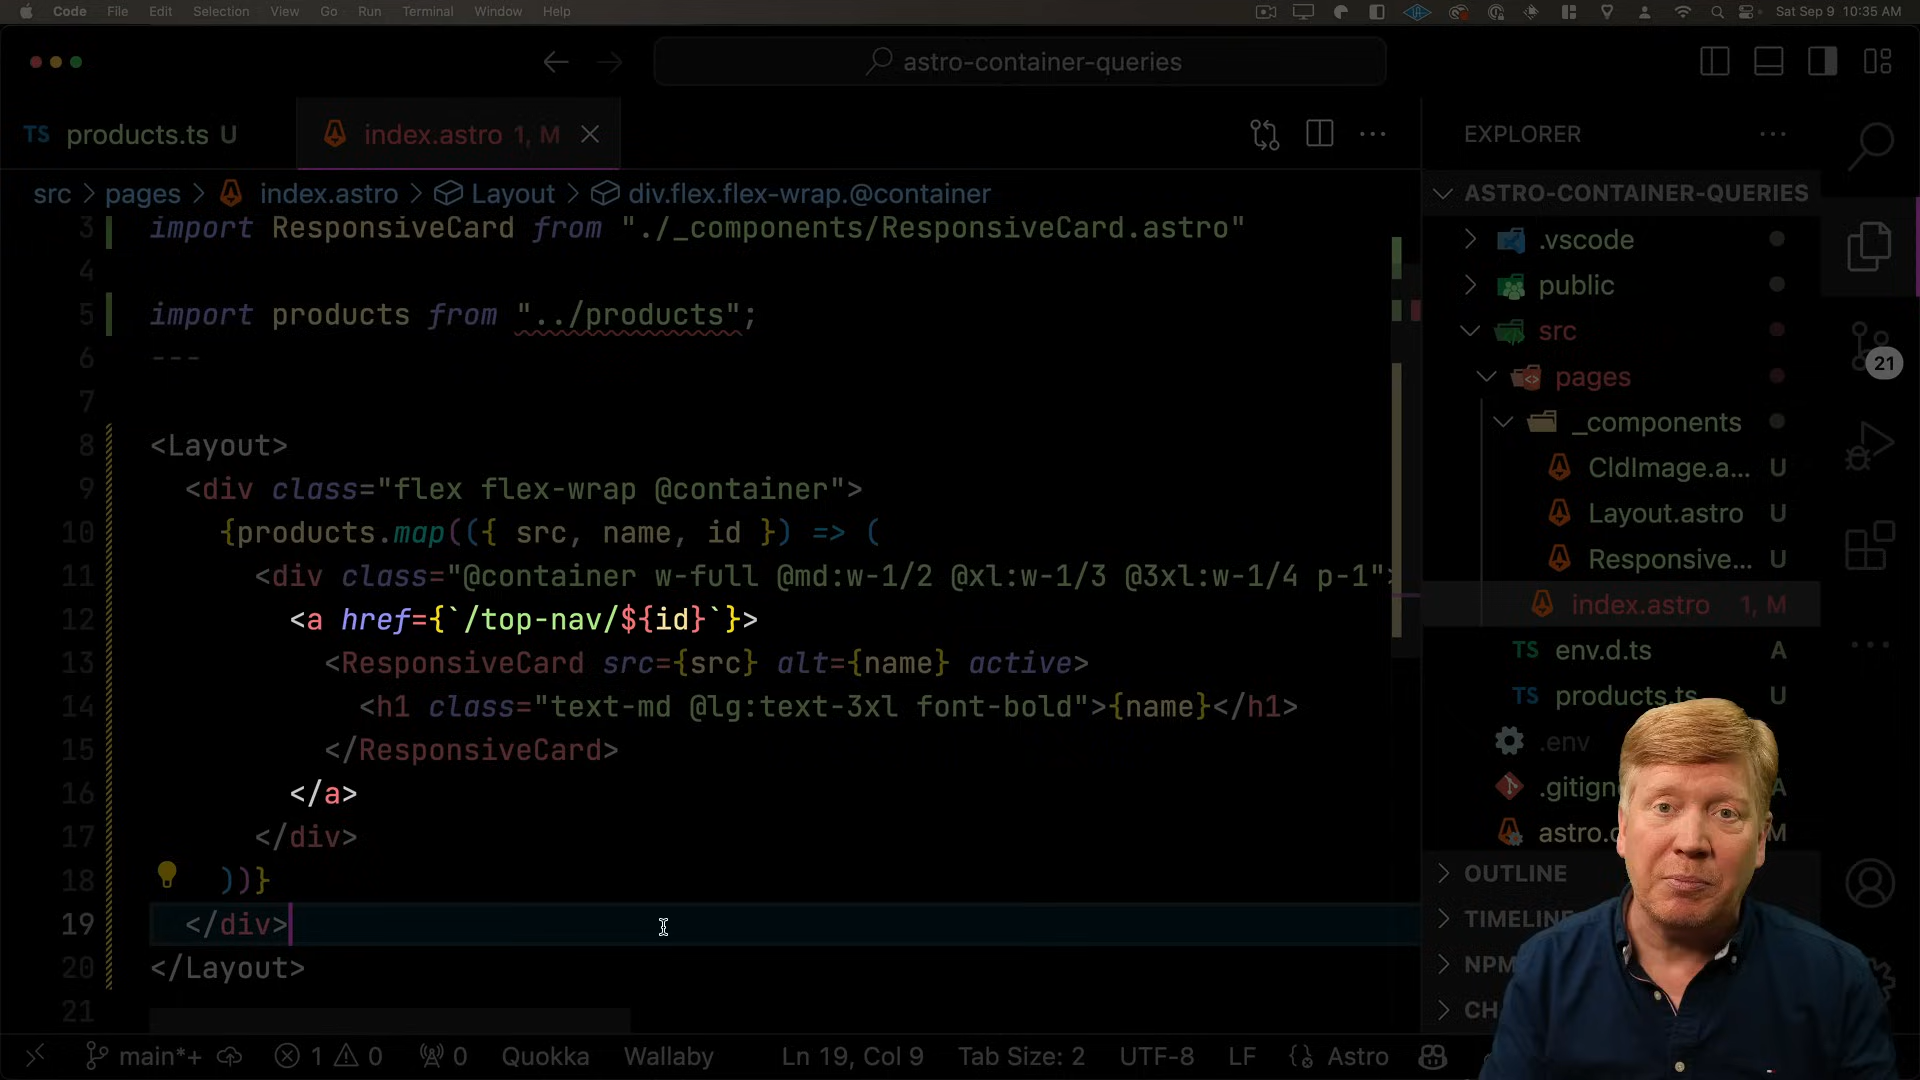 Code File Edit Selection View Go Run Terminal Window Help Sat Sep 9 10:35 AM
astro-container-queries
TS products.ts U index.astro 1, M
src > pages > index.astro > Layout > div.flex.flex-wrap.@container
3 import ResponsiveCard from "./_components/ResponsiveCard.astro"
4
5 import products from "../products";
6 ---
7
8 <Layout>
9 <div class="flex flex-wrap @container">
10 {products.map(({ src, name, id }) => (
11 <div class="@container w-full @md:w-1/2 @xl:w-1/3 @3xl:w-1/4 p-1">
12 <a href={`/top-nav/${id}`}>
13 <ResponsiveCard src={src} alt={name} active>
14 <h1 class="text-md @lg:text-3xl font-bold">{name}</h1>
15 </ResponsiveCard>
16 </a>
17 </div>
18 ))}
19 </div>
20 </Layout>
21
EXPLORER
ASTRO-CONTAINER-QUERIES
.vscode
public
src
pages
_components
CldImage.a... U
Layout.astro U
Responsive... U
index.astro 1, M
TS env.d.ts A
TS products.ts U
.env
.gitign A
astro.c M
OUTLINE
TIMELINE
NPM
CH
21
main*+ 1 0 0 Quokka Wallaby Ln 19, Col 9 Tab Size: 2 UTF-8 LF Astro